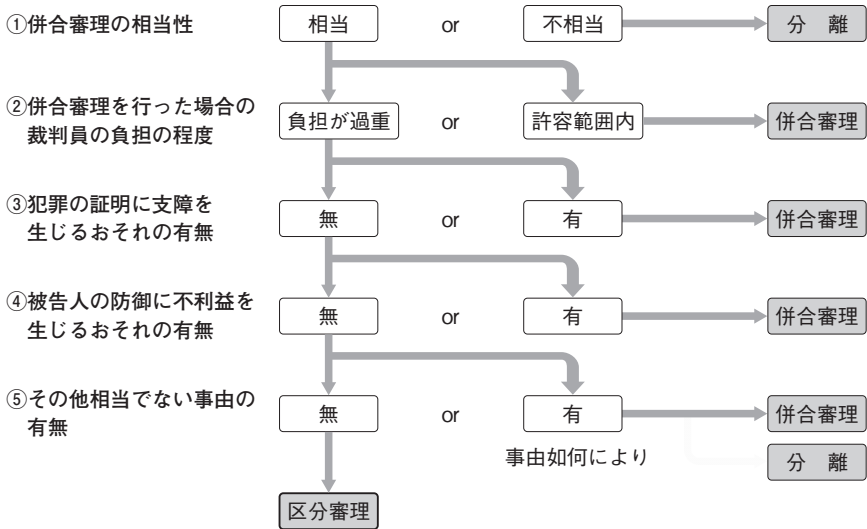 ①併合審理の相当性
相当 or 不相当 分 離
②併合審理を行った場合の
裁判員の負担の程度
負担が過重 or 許容範囲内 併合審理
③犯罪の証明に支障を
生じるおそれの有無
無 or 有 併合審理
④被告人の防御に不利益を
生じるおそれの有無
無 or 有 併合審理
⑤その他相当でない事由の
有無
無 or 有 併合審理
事由如何により 分 離
区分審理